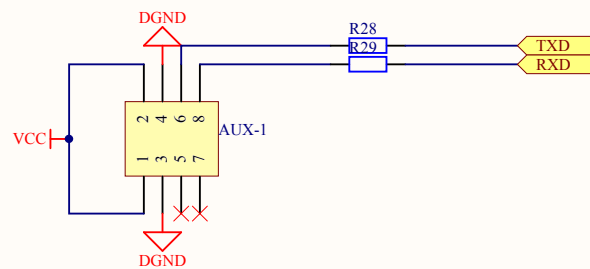 DGND
R28
TXD
R29
RXD
2 4 6 8
AUX-1
VCC
1 3 5 7
DGND